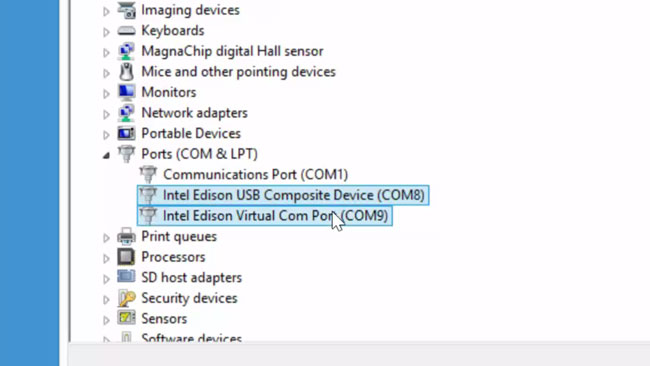 Imaging devices
Keyboards
MagnaChip digital Hall sensor
Mice and other pointing devices
Monitors
Network adapters
Portable Devices
Ports (COM & LPT)
Communications Port (COM1)
Intel Edison USB Composite Device (COM8)
Intel Edison Virtual Com Port (COM9)
Print queues
Processors
SD host adapters
Security devices
Sensors
Software devices